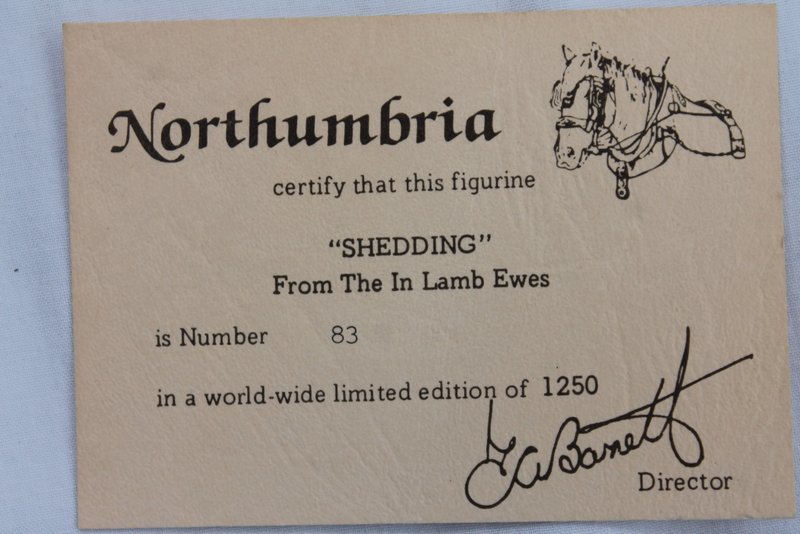 Northumbria
certify that this figurine
"SHEDDING"
From The In Lamb Ewes
is Number 83
in a world-wide limited edition of 1250
Barnett
Director